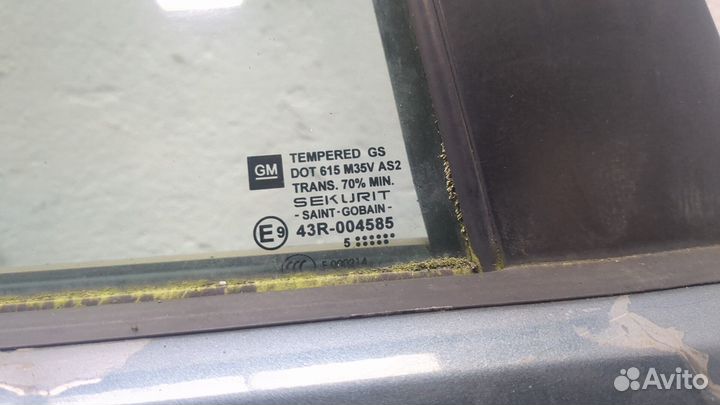 GM
TEMPERED GS
DOT 615 M35V AS2
TRANS. 70% MIN.
SEKURIT
- SAINT-GOBAIN -
E9 43R-004585
5
Avito